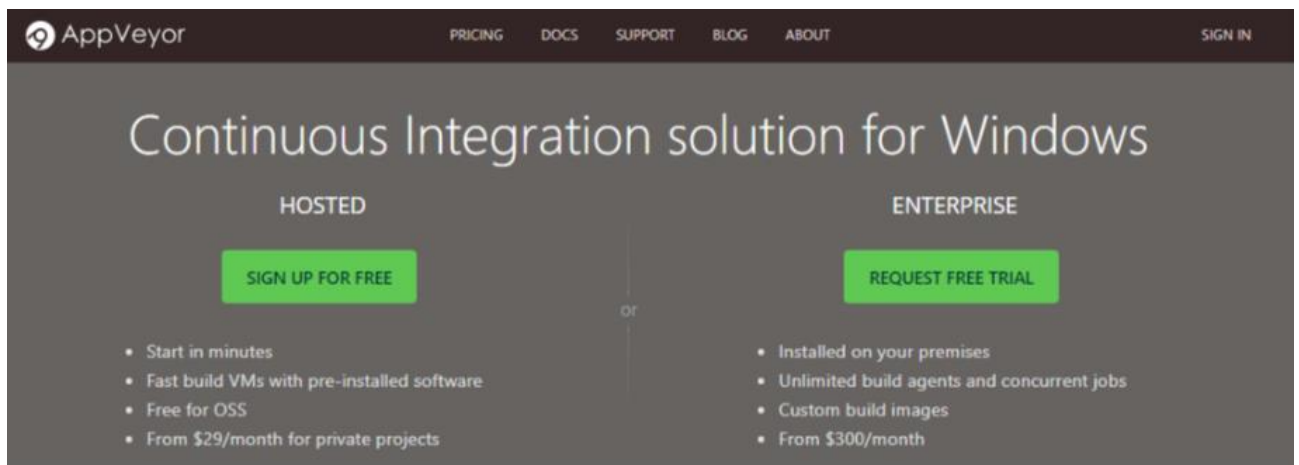 AppVeyor PRICING DOCS SUPPORT BLOG ABOUT SIGN IN
Continuous Integration solution for Windows
HOSTED
SIGN UP FOR FREE
• Start in minutes
• Fast build VMs with pre-installed software
• Free for OSS
• From $29/month for private projects
or
ENTERPRISE
REQUEST FREE TRIAL
• Installed on your premises
• Unlimited build agents and concurrent jobs
• Custom build images
• From $300/month